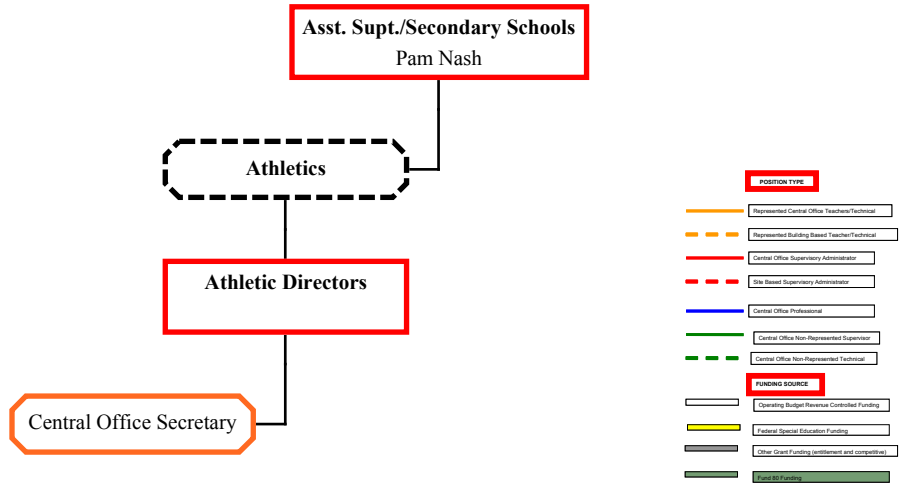 Asst. Supt./Secondary Schools
Pam Nash
Athletics
Athletic Directors
Central Office Secretary
POSITION TYPE
Represented Central Office Teachers/Technical
Represented Building Based Teacher/Technical
Central Office Supervisory Administrator
Site Based Supervisory Administrator
Central Office Professional
Central Office Non-Represented Supervisor
Central Office Non-Represented Technical
FUNDING SOURCE
Operating Budget Revenue Controlled Funding
Federal Special Education Funding
Other Grant Funding (entitlement and competitive)
Fund 80 Funding